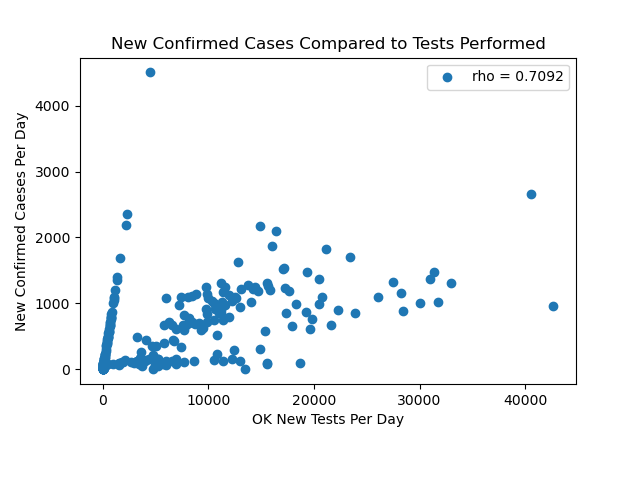 New Confirmed Cases Compared to Tests Performed
rho = 0.7092
New Confirmed Caeses Per Day
4000
3000
2000
1000
0
0 10000 20000 30000 40000
OK New Tests Per Day